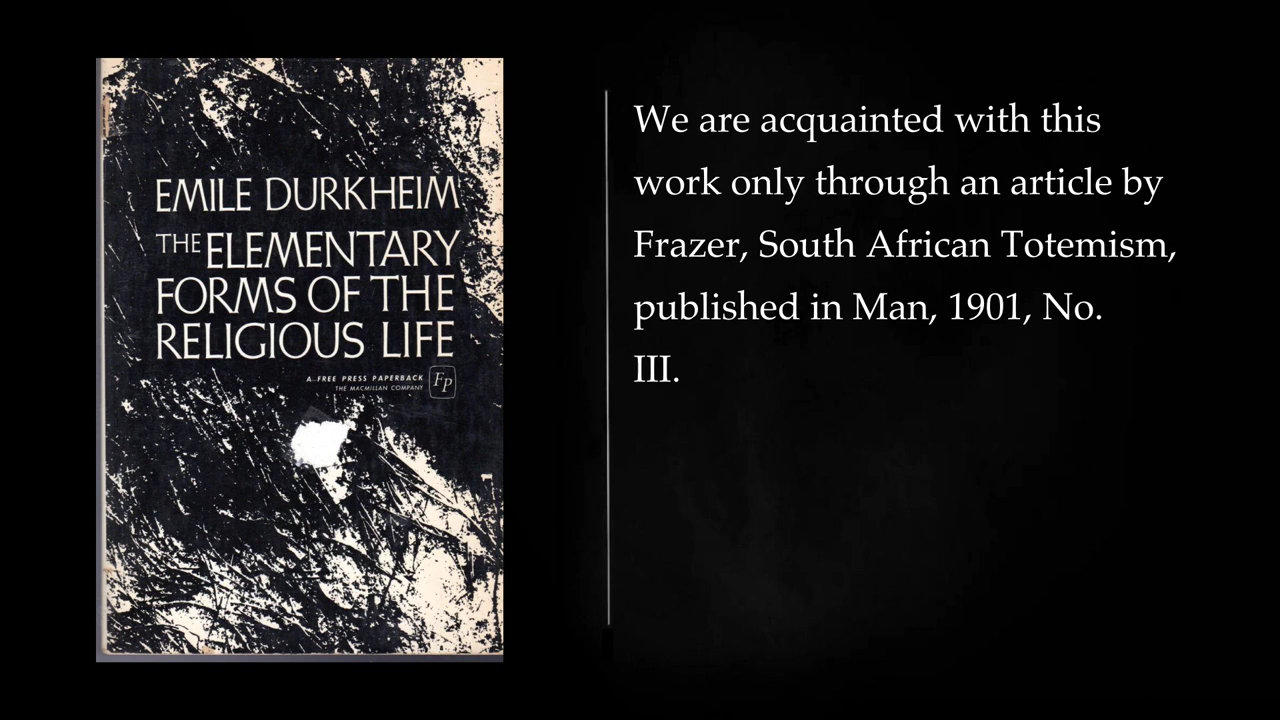 EMILE DURKHEIM
THE ELEMENTARY
FORMS OF THE
RELIGIOUS LIFE
A FREE PRESS PAPERBACK
THE MACMILLAN COMPANY
Fp
We are acquainted with this
work only through an article by
Frazer, South African Totemism,
published in Man, 1901, No.
III.